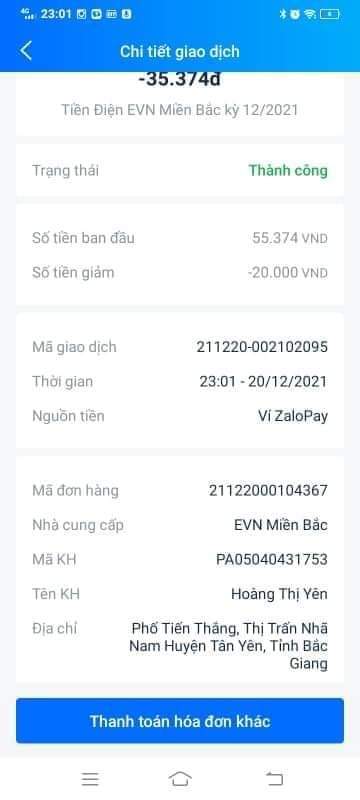 4G 23:01
Chi tiết giao dịch
-35.374đ
Tiền Điện EVN Miền Bắc kỳ 12/2021
Trạng thái Thành công
Số tiền ban đầu 55.374 VND
Số tiền giảm -20.000 VND
Mã giao dịch 211220-002102095
Thời gian 23:01 - 20/12/2021
Nguồn tiền Ví ZaloPay
Mã đơn hàng 21122000104367
Nhà cung cấp EVN Miền Bắc
Mã KH PA05040431753
Tên KH Hoàng Thị Yên
Địa chỉ Phố Tiến Thắng, Thị Trấn Nhã
Nam Huyện Tân Yên, Tỉnh Bắc
Giang
Thanh toán hóa đơn khác